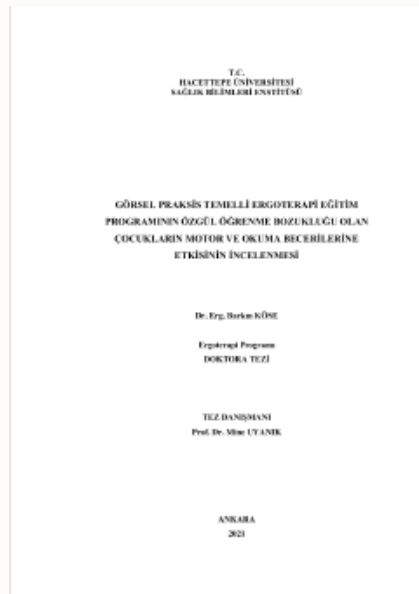 T.C.
HACETTEPE ÜNİVERSİTESİ
SAĞLIK BİLİMLERİ ENSTİTÜSÜ
GÖRSEL PRAKSİS TEMELLİ ERGOTERAPİ EĞİTİM
PROGRAMININ ÖZGÜL ÖĞRENME BOZUKLUĞU OLAN
ÇOCUKLARIN MOTOR VE OKUMA BECERİLERİNE
ETKİSİNİN İNCELENMESİ
Dr. Erg. Barkın KÖSE
Ergoterapi Programı
DOKTORA TEZİ
TEZ DANIŞMANI
Prof. Dr. Mine UYANIK
ANKARA
2021